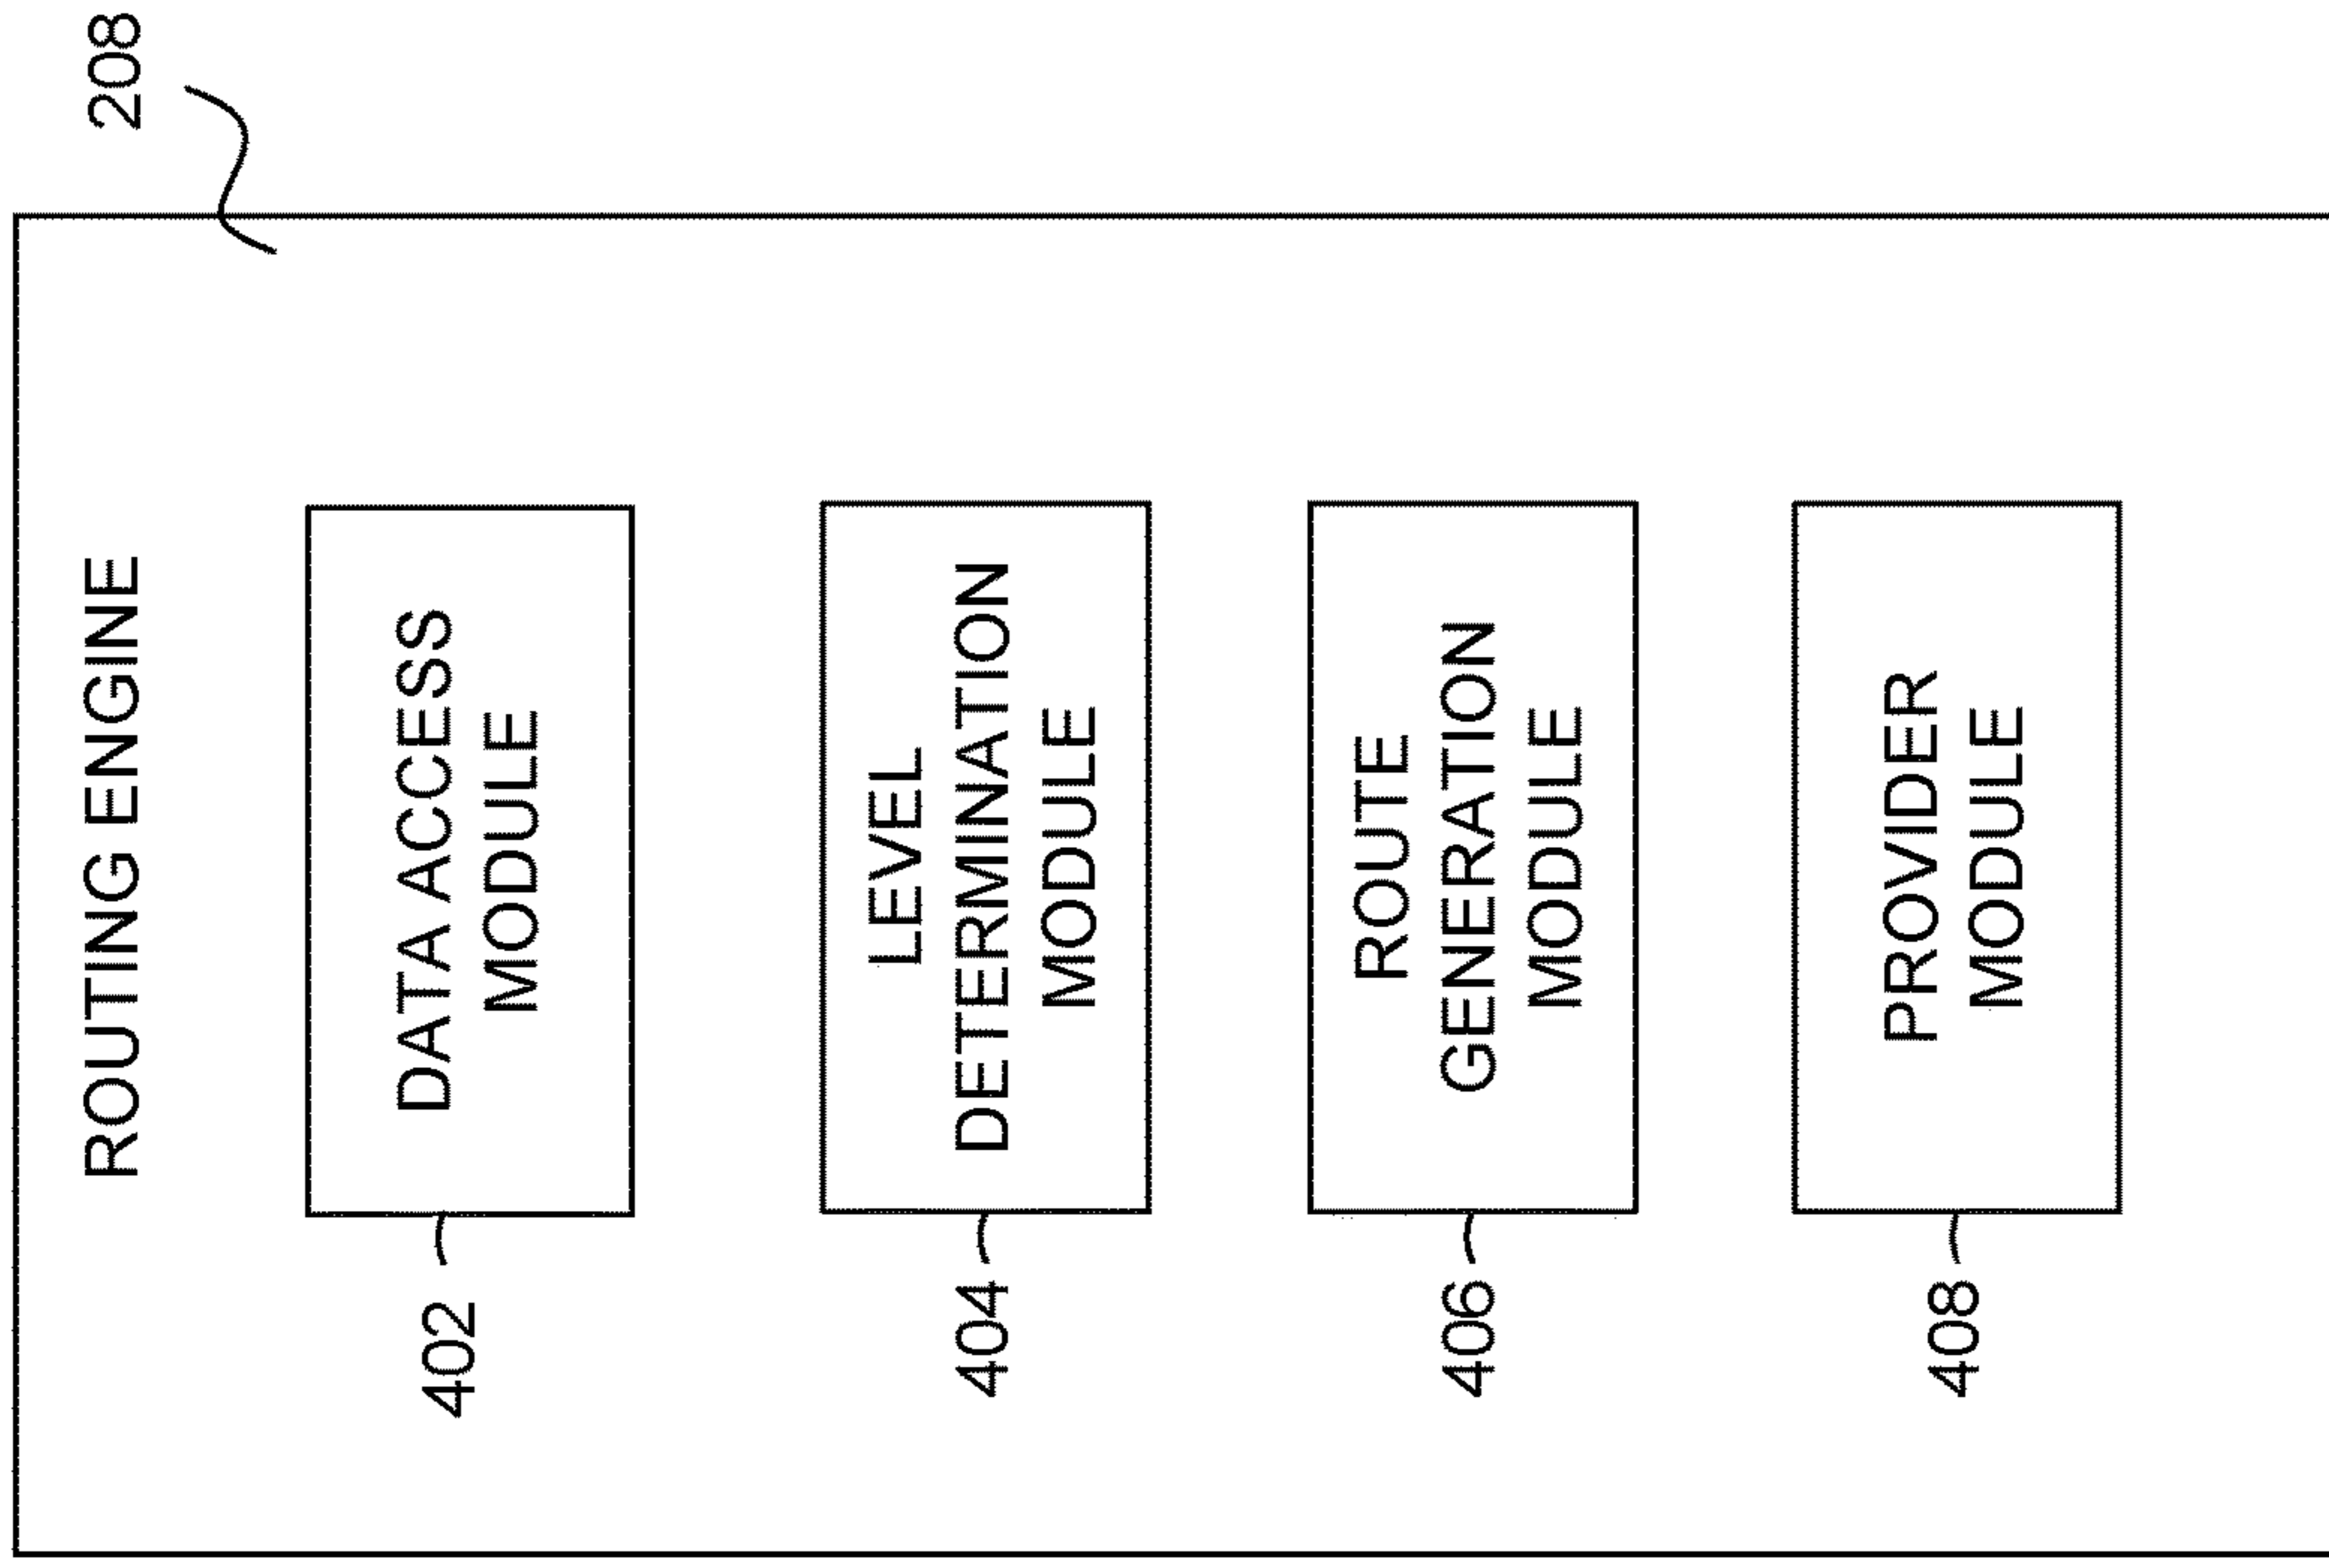 208
ROUTING ENGINE
402
DATA ACCESS
MODULE
404
LEVEL
DETERMINATION
MODULE
406
ROUTE
GENERATION
MODULE
408
PROVIDER
MODULE